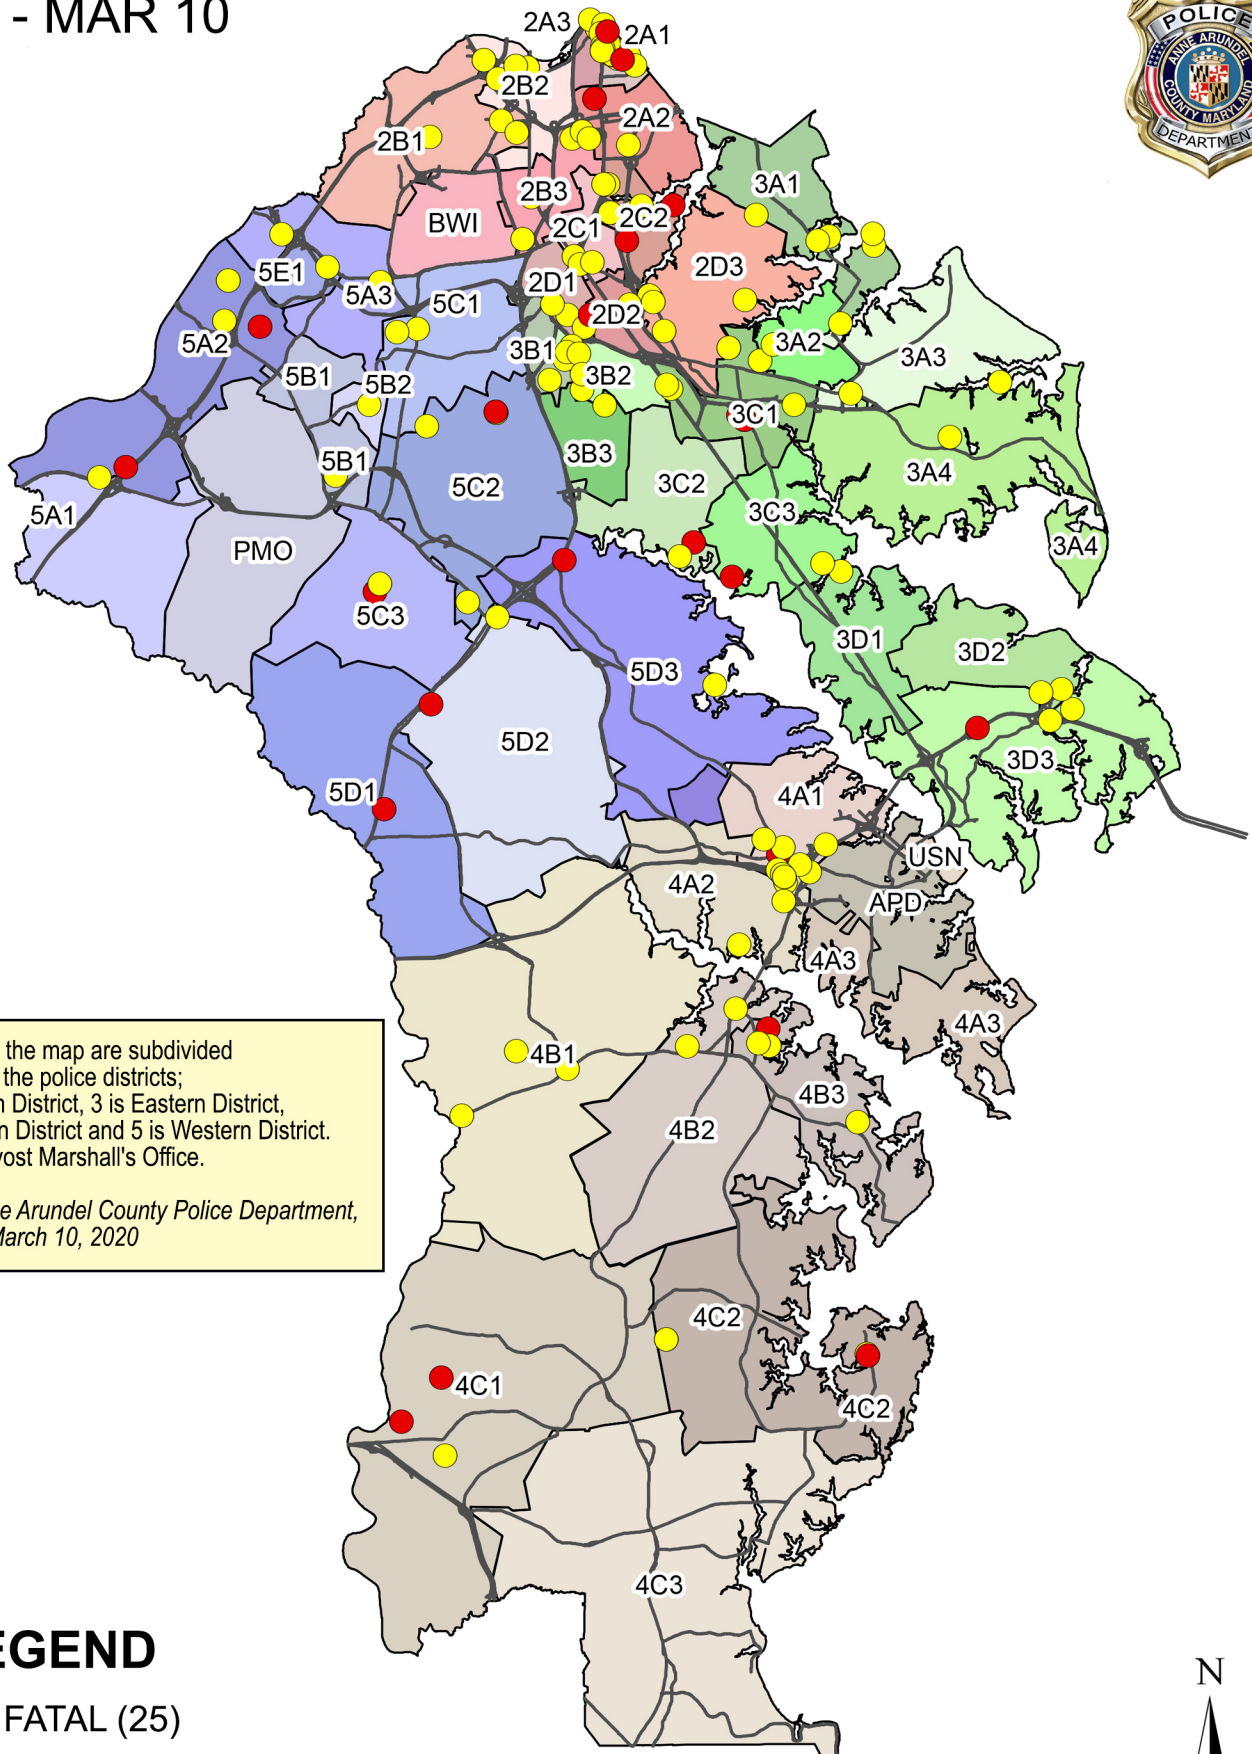 - MAR 10
POLICE
ANNE ARUNDEL
COUNTY MARYLAND
DEPARTMENT
2A3
2A1
2B2
2A2
2B1
3A1
2B3
2C2
BWI
2C1
2D3
5E1
2D1
5A3
5C1
2D2
5A2
3A2
3B1
3A3
5B1
5B2
3B2
3C1
3B3
5B1
3A4
5C2
3C2
5A1
3C3
3A4
PMO
5C3
3D1
3D2
5D3
5D2
3D3
5D1
4A1
USN
4A2
APD
4A3
4A3
4B1
4B3
4B2
4C2
4C1
4C2
4C3
the map are subdivided
the police districts;
District, 3 is Eastern District,
District and 5 is Western District.
Marshall's Office.
Arundel County Police Department,
March 10, 2020
EGEND
FATAL (25)
N